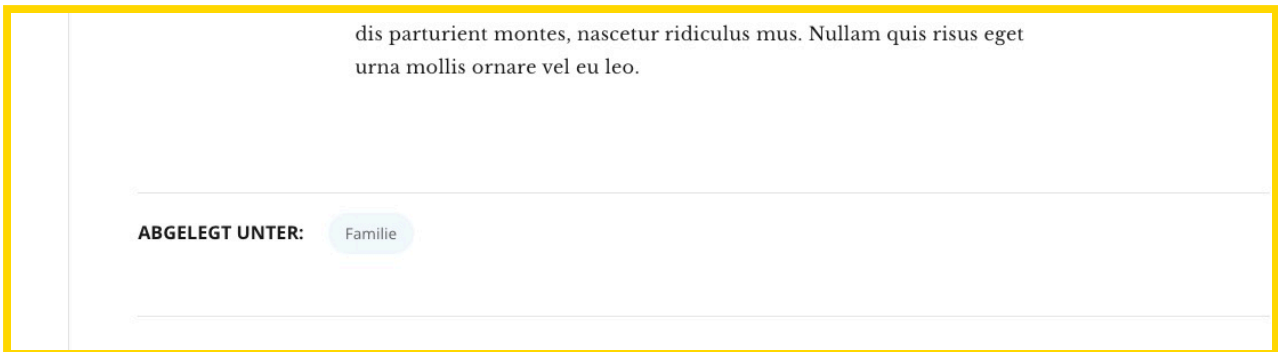 dis parturient montes, nascetur ridiculus mus. Nullam quis risus eget
urna mollis ornare vel eu leo.
ABGELEGT UNTER: Familie